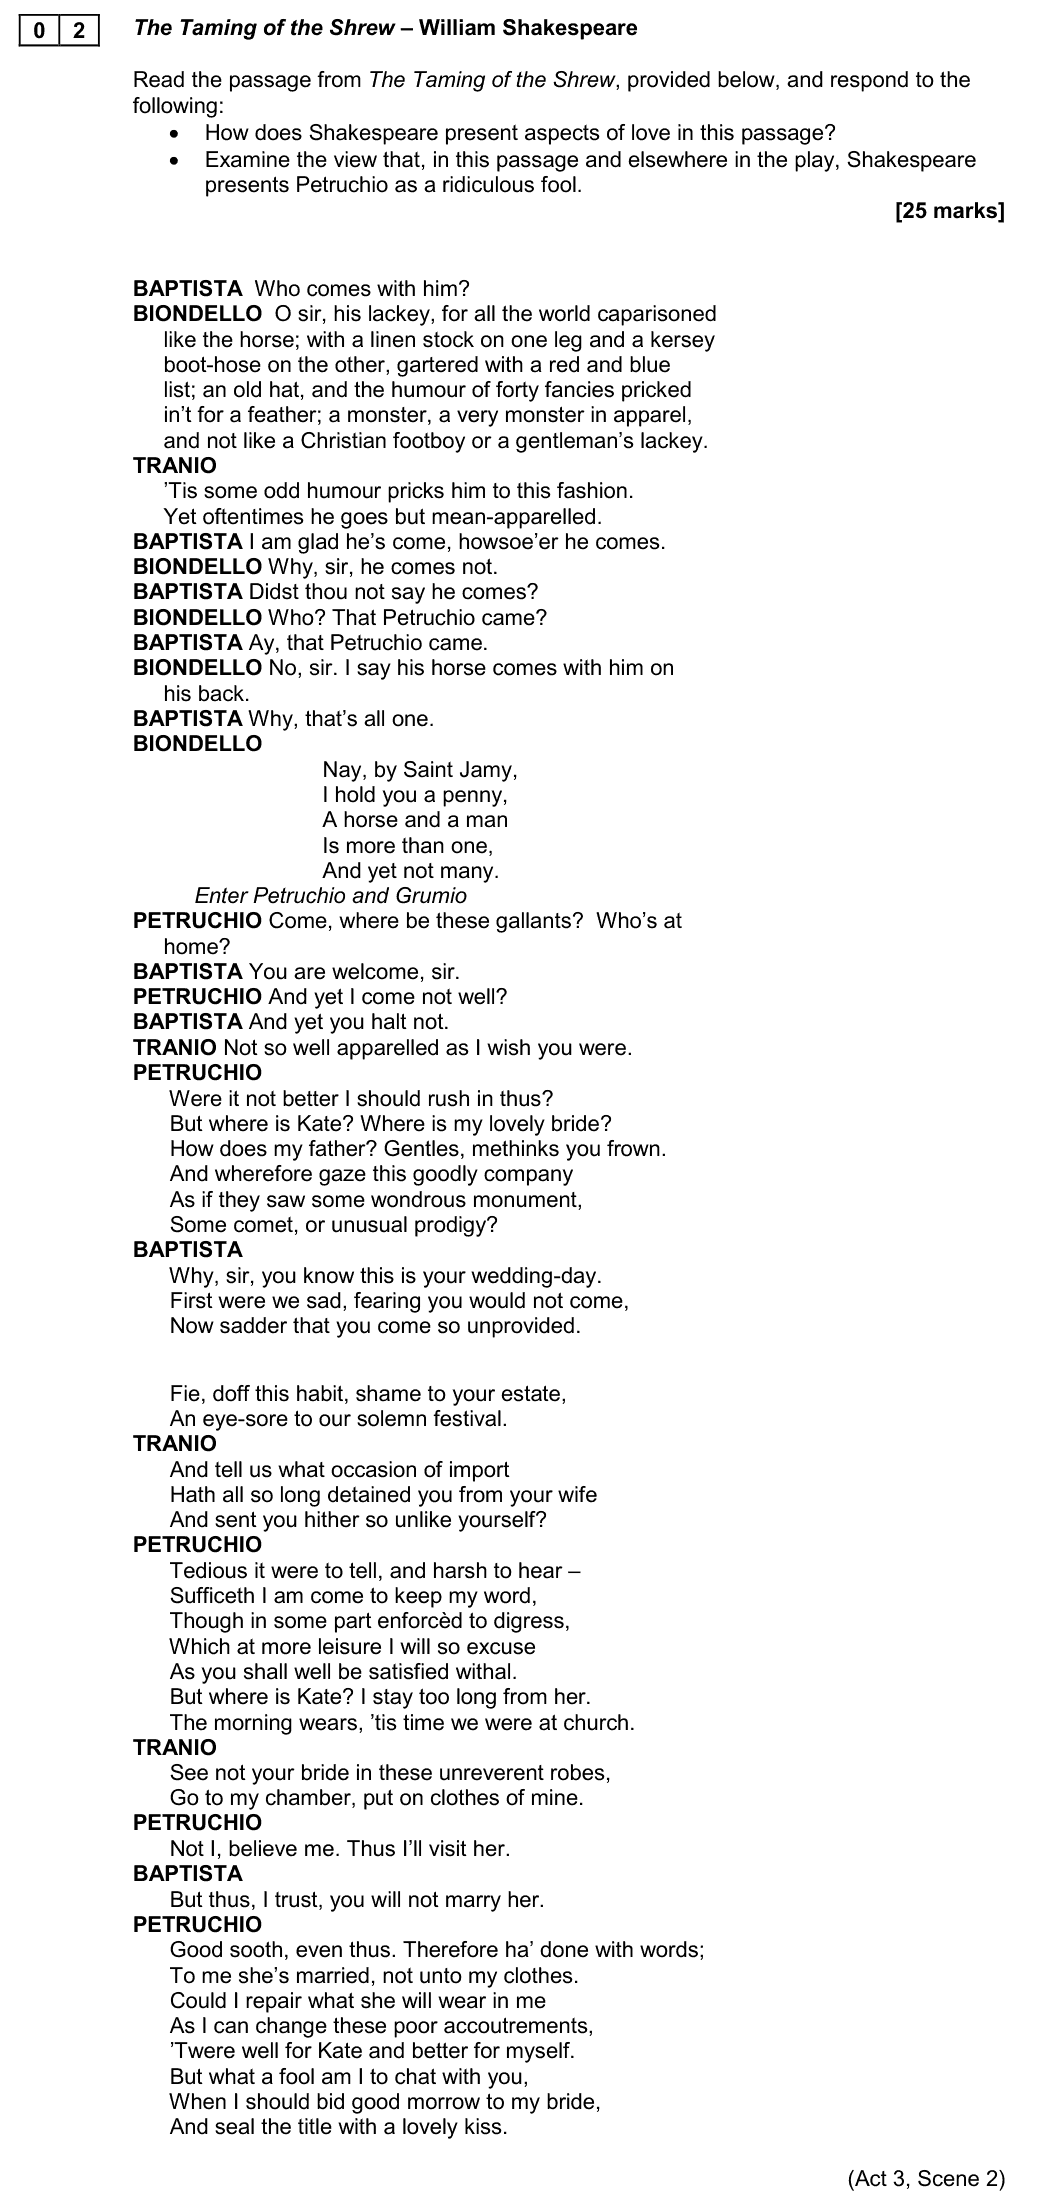 0 2 The Taming of the Shrew – William Shakespeare
Read the passage from The Taming of the Shrew, provided below, and respond to the
following:
• How does Shakespeare present aspects of love in this passage?
• Examine the view that, in this passage and elsewhere in the play, Shakespeare
presents Petruchio as a ridiculous fool.
[25 marks]
BAPTISTA Who comes with him?
BIONDELLO O sir, his lackey, for all the world caparisoned
like the horse; with a linen stock on one leg and a kersey
boot-hose on the other, gartered with a red and blue
list; an old hat, and the humour of forty fancies pricked
in’t for a feather; a monster, a very monster in apparel,
and not like a Christian footboy or a gentleman’s lackey.
TRANIO
’Tis some odd humour pricks him to this fashion.
Yet oftentimes he goes but mean-apparelled.
BAPTISTA I am glad he’s come, howsoe’er he comes.
BIONDELLO Why, sir, he comes not.
BAPTISTA Didst thou not say he comes?
BIONDELLO Who? That Petruchio came?
BAPTISTA Ay, that Petruchio came.
BIONDELLO No, sir. I say his horse comes with him on
his back.
BAPTISTA Why, that’s all one.
BIONDELLO
Nay, by Saint Jamy,
I hold you a penny,
A horse and a man
Is more than one,
And yet not many.
Enter Petruchio and Grumio
PETRUCHIO Come, where be these gallants? Who’s at
home?
BAPTISTA You are welcome, sir.
PETRUCHIO And yet I come not well?
BAPTISTA And yet you halt not.
TRANIO Not so well apparelled as I wish you were.
PETRUCHIO
Were it not better I should rush in thus?
But where is Kate? Where is my lovely bride?
How does my father? Gentles, methinks you frown.
And wherefore gaze this goodly company
As if they saw some wondrous monument,
Some comet, or unusual prodigy?
BAPTISTA
Why, sir, you know this is your wedding-day.
First were we sad, fearing you would not come,
Now sadder that you come so unprovided.
Fie, doff this habit, shame to your estate,
An eye-sore to our solemn festival.
TRANIO
And tell us what occasion of import
Hath all so long detained you from your wife
And sent you hither so unlike yourself?
PETRUCHIO
Tedious it were to tell, and harsh to hear –
Sufficeth I am come to keep my word,
Though in some part enforcèd to digress,
Which at more leisure I will so excuse
As you shall well be satisfied withal.
But where is Kate? I stay too long from her.
The morning wears, ’tis time we were at church.
TRANIO
See not your bride in these unreverent robes,
Go to my chamber, put on clothes of mine.
PETRUCHIO
Not I, believe me. Thus I’ll visit her.
BAPTISTA
But thus, I trust, you will not marry her.
PETRUCHIO
Good sooth, even thus. Therefore ha’ done with words;
To me she’s married, not unto my clothes.
Could I repair what she will wear in me
As I can change these poor accoutrements,
’Twere well for Kate and better for myself.
But what a fool am I to chat with you,
When I should bid good morrow to my bride,
And seal the title with a lovely kiss.
(Act 3, Scene 2)